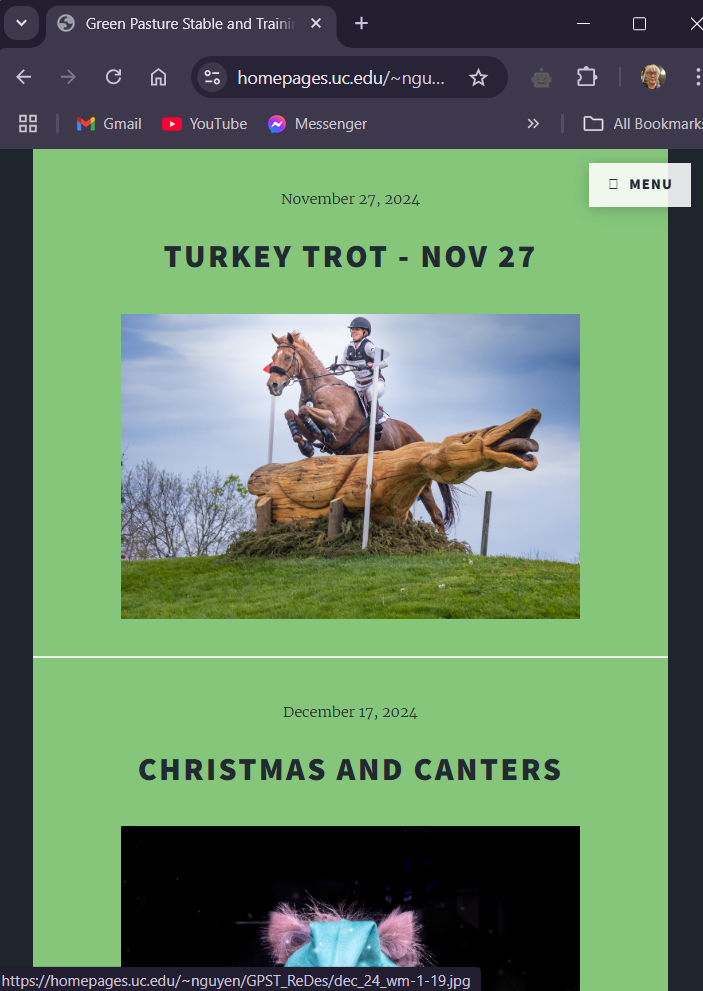 Green Pasture Stable and Traini
homepages.uc.edu/~ngu...
Gmail
YouTube
Messenger
All Bookmarks
MENU
November 27, 2024
TURKEY TROT - NOV 27
December 17, 2024
CHRISTMAS AND CANTERS
https://homepages.uc.edu/~nguyen/GPST_ReDes/dec_24_wm-1-19.jpg